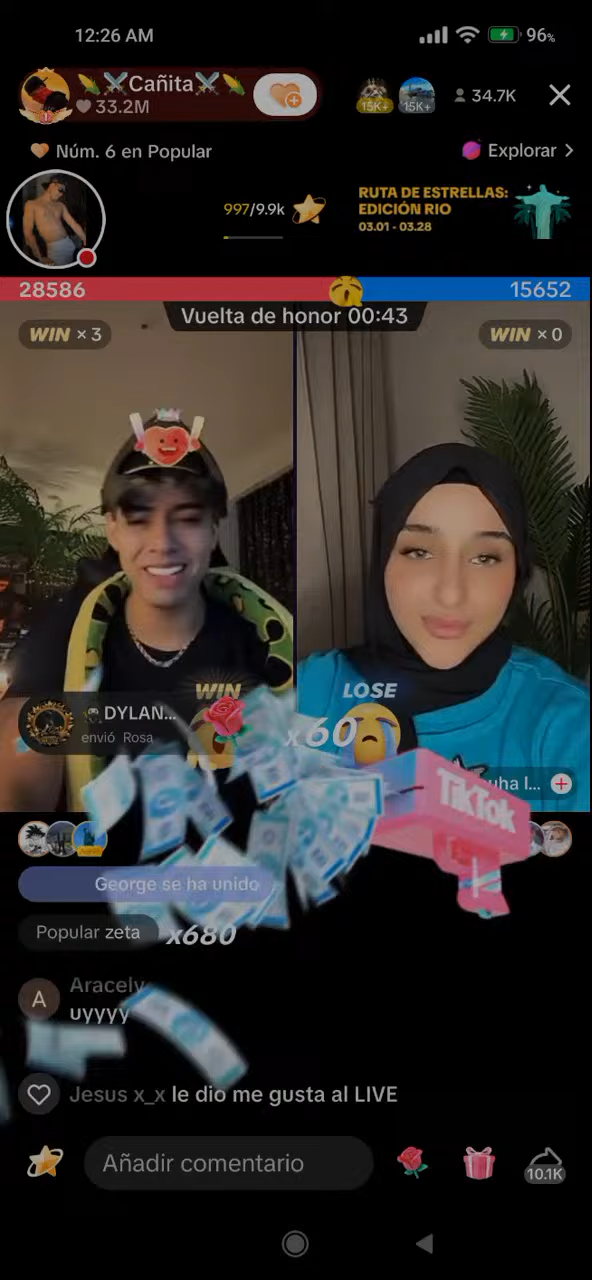 12:26 AM
96%
🌽⚔️Cañita⚔️🌽
33.2M
15K+
15K+
34.7K
Núm. 6 en Popular
Explorar
997/9.9k
RUTA DE ESTRELLAS:
EDICIÓN RIO
03.01 - 03.28
28586
15652
Vuelta de honor 00:43
WIN × 3
WIN × 0
WIN
LOSE
DYLAN...
envió Rosa
x60
uha l...
TikTok
George se ha unido
Popular zeta
x680
A
Aracely
uyyyy
Jesus x_x le dio me gusta al LIVE
Añadir comentario
10.1K